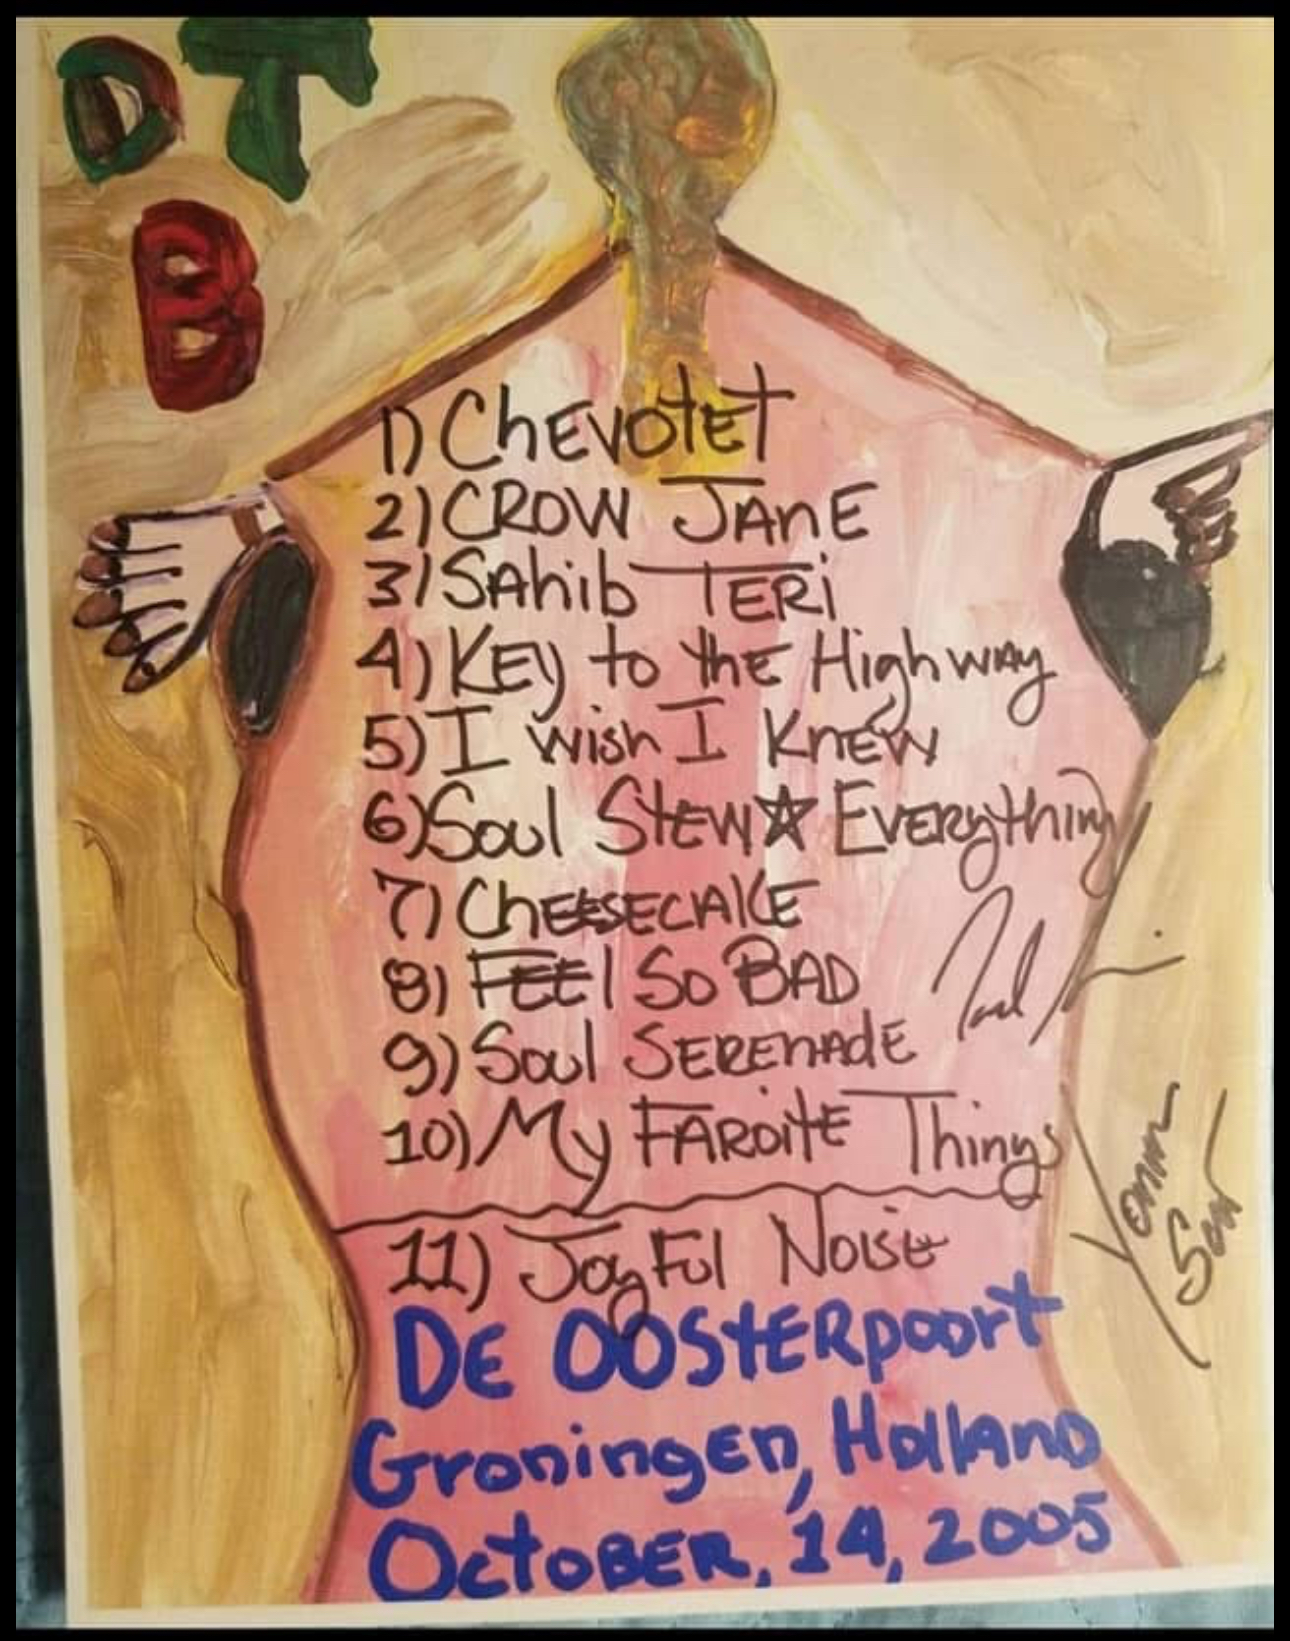 DT
B
1) CHEVOTET
2) CROW JANE
3) SAhib TERi
4) KEY to the Highway
5) I wish I KnEW
6) Soul StEW ☆ EVERything
7) ChEESECAKE
8) FEEl So BAD
9) Soul SERENADE
10) My FAROitE Things
11) JoyFul NoisE
DE OOSTERpoort
GroningEn, HollAND
OctoBER, 14, 2005